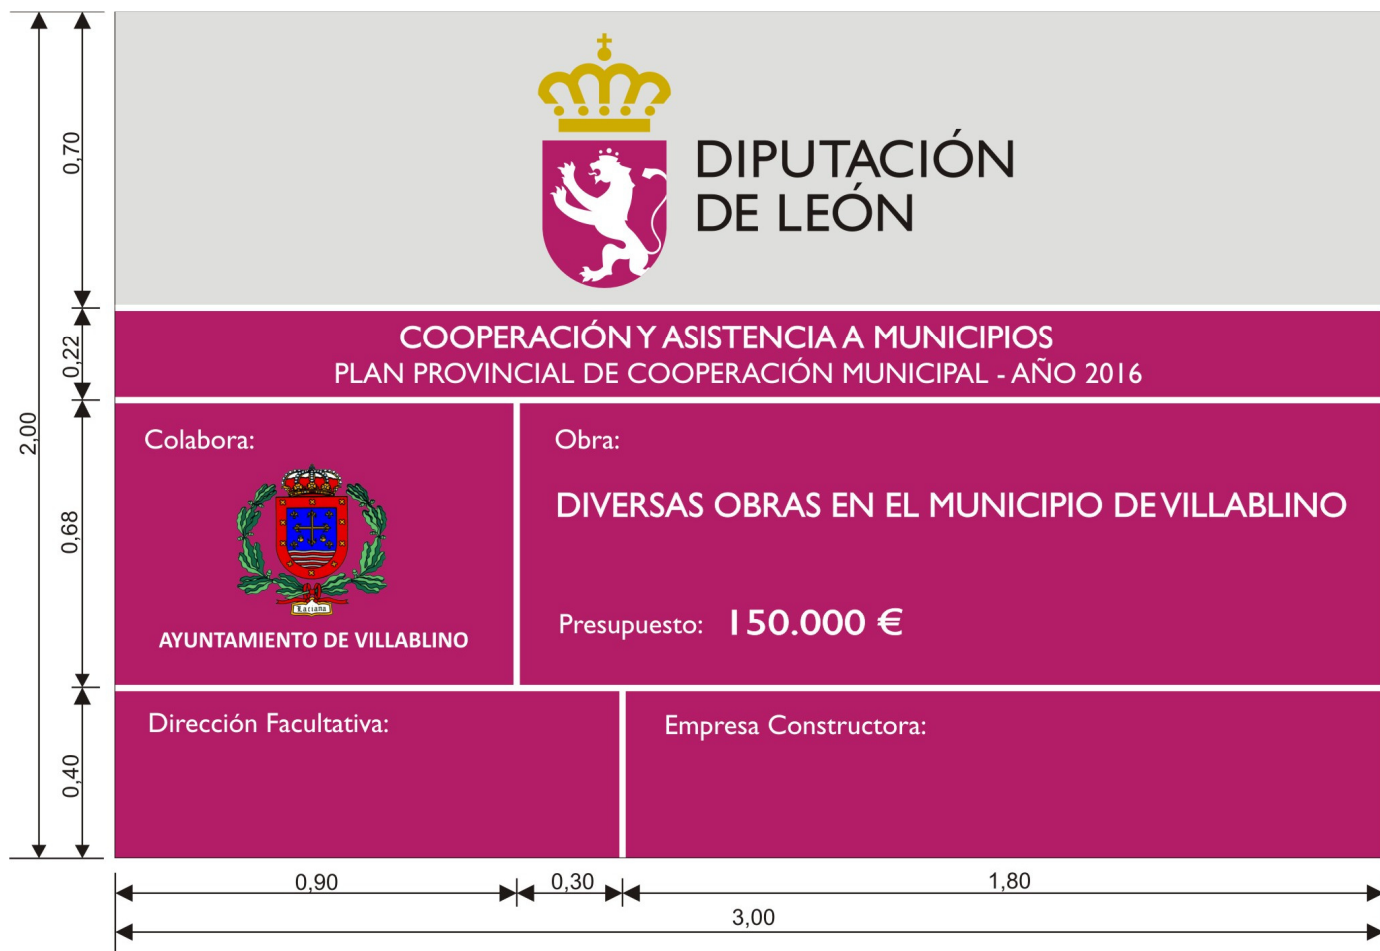 DIPUTACIÓN
DE LEÓN
0,70
COOPERACIÓN Y ASISTENCIA A MUNICIPIOS
PLAN PROVINCIAL DE COOPERACIÓN MUNICIPAL - AÑO 2016
0,22
2,00
Colabora:
Laciana
AYUNTAMIENTO DE VILLABLINO
Obra:
DIVERSAS OBRAS EN EL MUNICIPIO DE VILLABLINO
Presupuesto: 150.000 €
0,68
Dirección Facultativa:
Empresa Constructora:
0,40
0,90
0,30
1,80
3,00